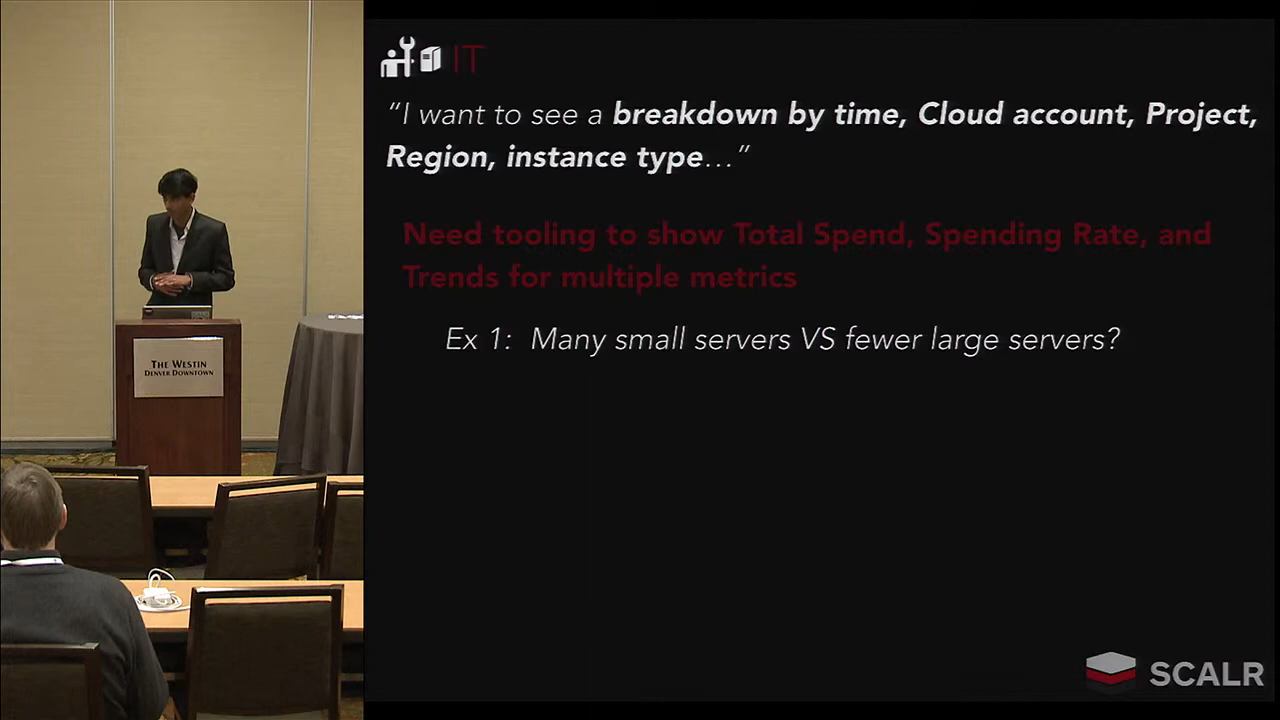 IT
“I want to see a breakdown by time, Cloud account, Project,
Region, instance type…”
Need tooling to show Total Spend, Spending Rate, and
Trends for multiple metrics
Ex 1: Many small servers VS fewer large servers?
THE WESTIN
DENVER DOWNTOWN
SCALR